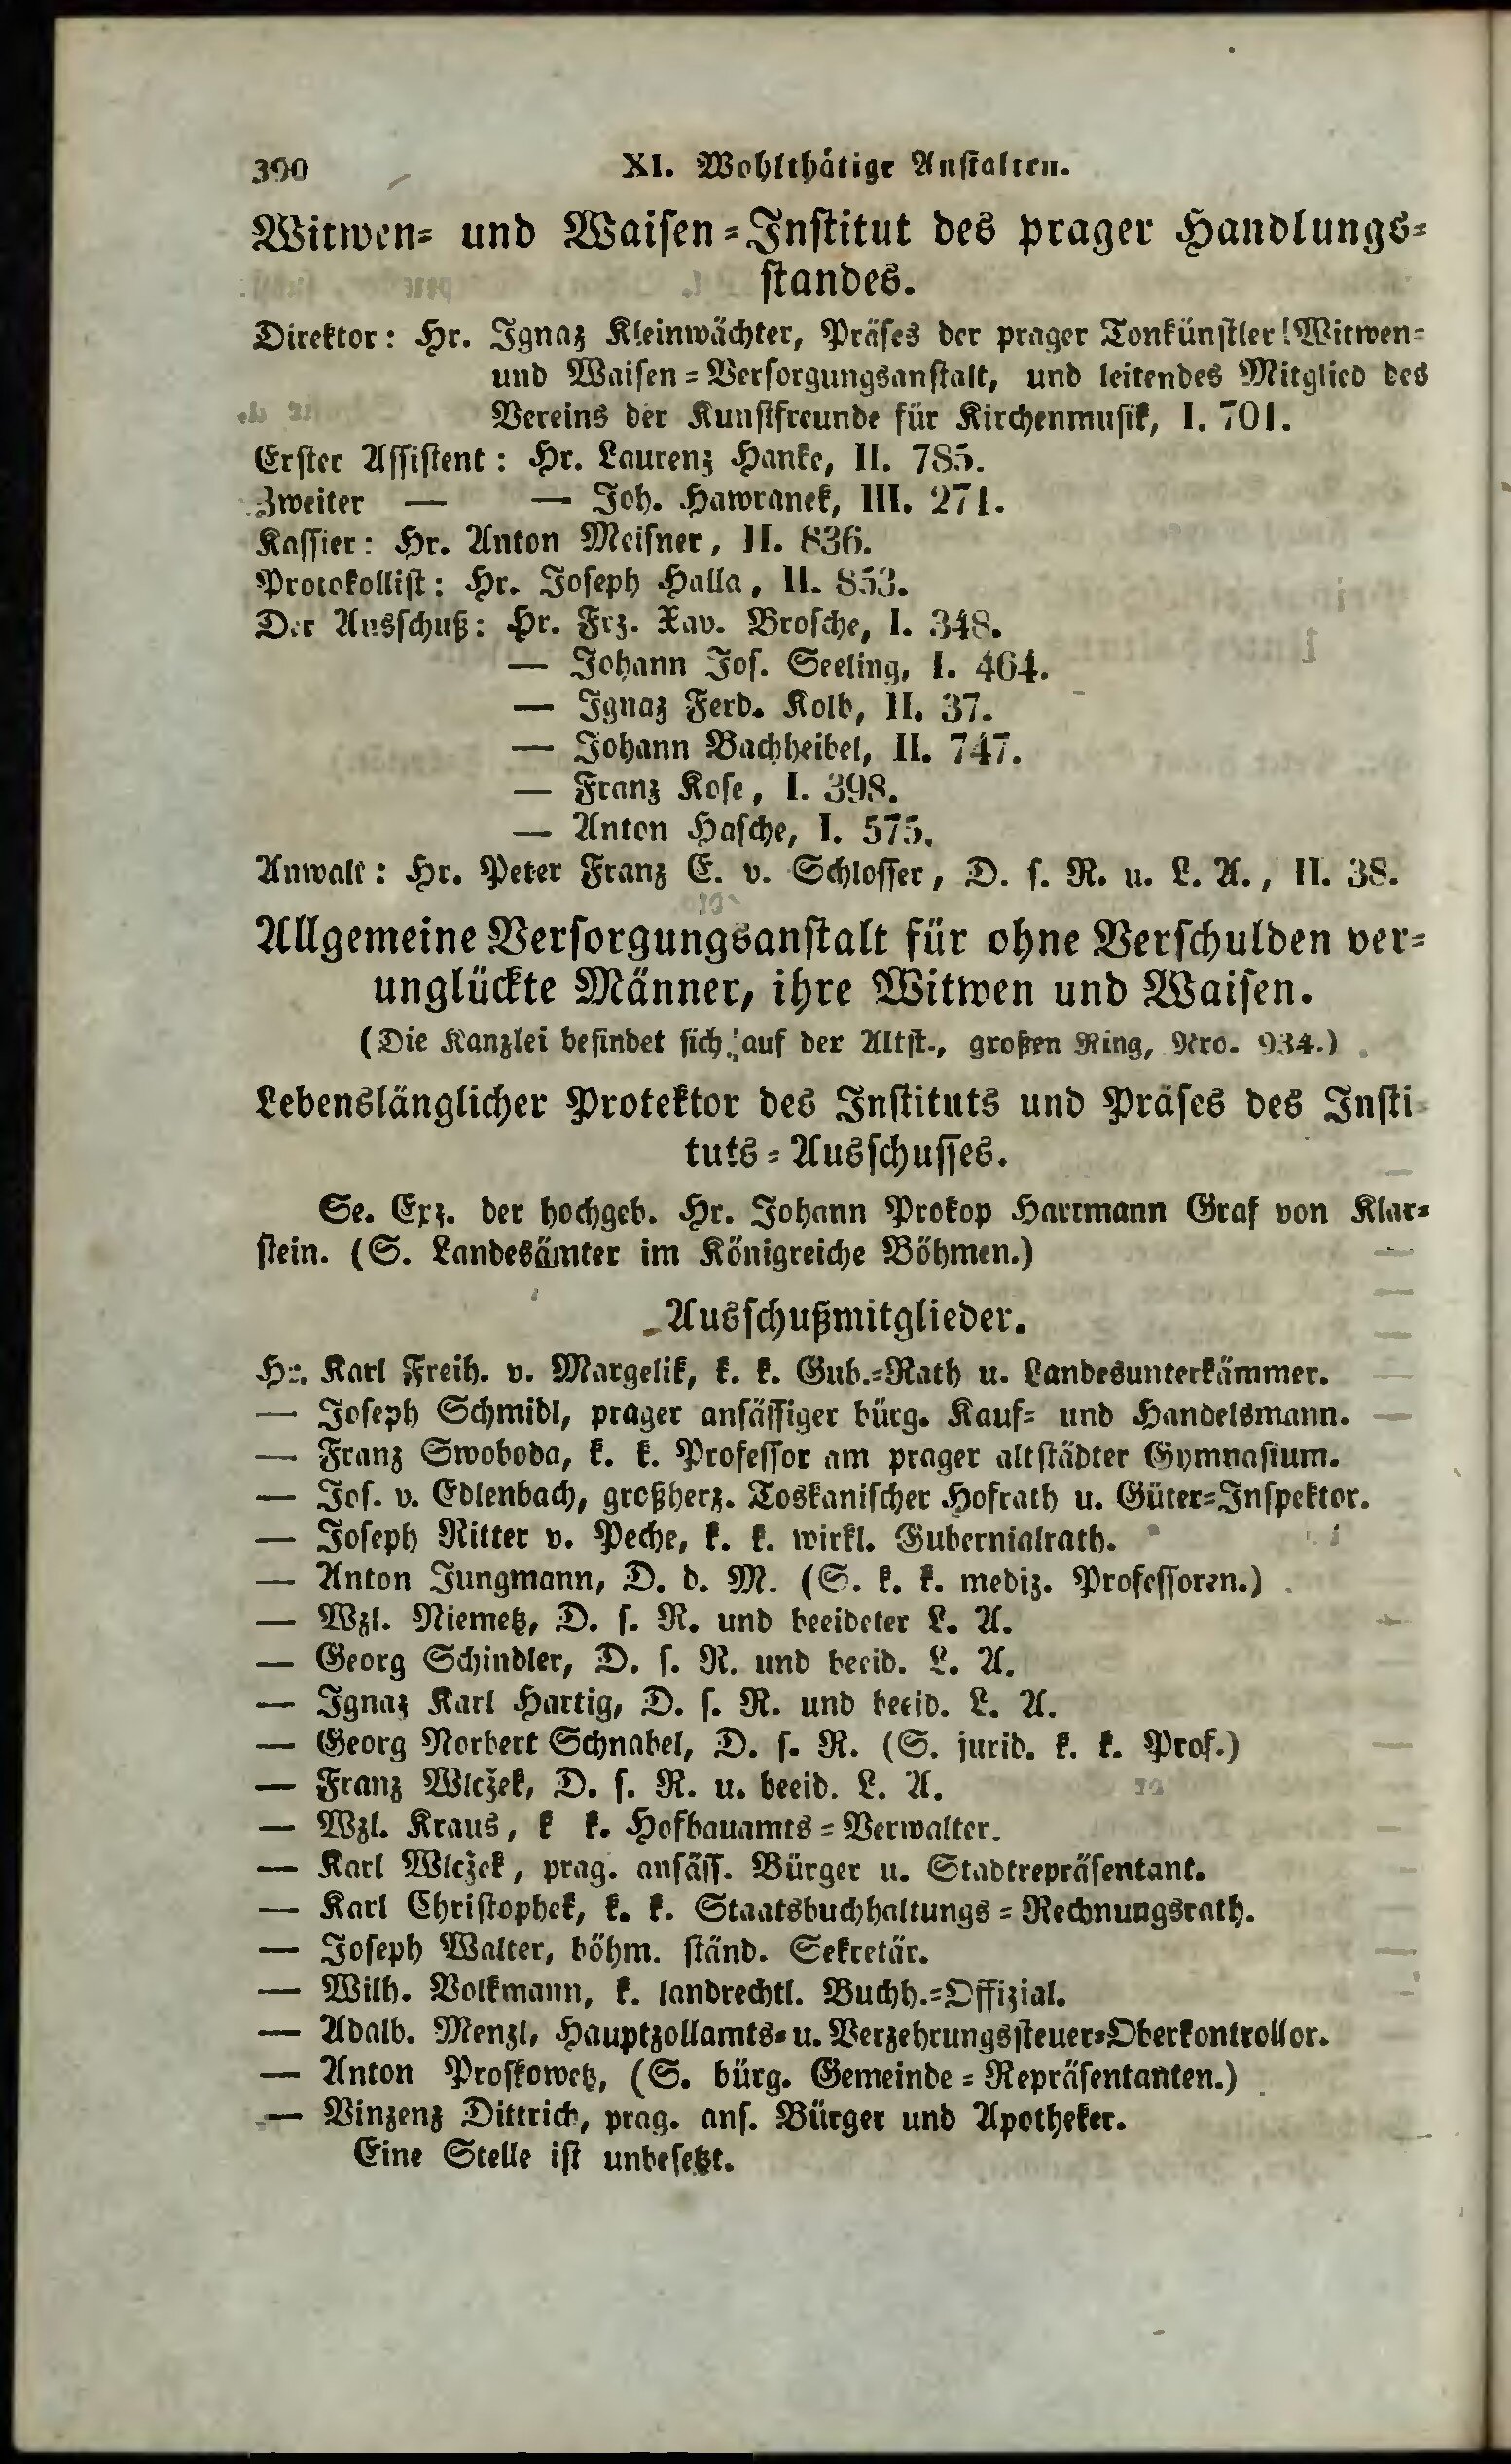 390 XI. Wohlthätige Anstalten.
Witwen- und Waisen-Institut des prager Handlungs-
standes.
Direktor: Hr. Ignaz Kleinwächter, Präses der prager Tonkünstler Witwen-
und Waisen-Versorgungsanstalt, und leitendes Mitglied des
Vereins der Kunstfreunde für Kirchenmusik, I. 701.
Erster Assistent: Hr. Laurenz Hanke, II. 785.
Zweiter — — Joh. Hawranek, III. 271.
Kassier: Hr. Anton Meisner, II. 836.
Protokollist: Hr. Joseph Halla, II. 853.
Der Ausschuß: Hr. Frz. Xav. Brosche, I. 348.
— Johann Jos. Seeling, I. 464.
— Ignaz Ferd. Kolb, II. 37.
— Johann Bachheibel, II. 747.
— Franz Rose, I. 398.
— Anton Hasche, I. 575.
Anwalt: Hr. Peter Franz E. v. Schlosser, D. s. R. u. L. A., II. 38.
Allgemeine Versorgungsanstalt für ohne Verschulden ver-
unglückte Männer, ihre Witwen und Waisen.
(Die Kanzlei befindet sich auf der Altst., großen Ring, Nro. 934.)
Lebenslänglicher Protektor des Instituts und Präses des Insti-
tuts-Ausschusses.
Se. Exz. der hochgeb. Hr. Johann Prokop Hartmann Graf von Klar-
stein. (S. Landesämter im Königreiche Böhmen.)
Ausschußmitglieder.
Hr. Karl Freih. v. Margelik, k. k. Gub.-Rath u. Landesunterkämmer.
— Joseph Schmidl, prager ansässiger bürg. Kauf- und Handelsmann.
— Franz Swoboda, k. k. Professor am prager altstädter Gymnasium.
— Jos. v. Edlenbach, großherz. Toskanischer Hofrath u. Güter-Inspektor.
— Joseph Ritter v. Peche, k. k. wirkl. Gubernialrath.
— Anton Jungmann, D. d. M. (S. k. k. mediz. Professoren.)
— Wzl. Niemetz, D. s. R. und beeideter L. A.
— Georg Schindler, D. s. R. und beeid. L. A.
— Ignaz Karl Hartig, D. s. R. und beeid. L. A.
— Georg Norbert Schnabel, D. s. R. (S. jurid. k. k. Prof.)
— Franz Wlcžek, D. s. R. u. beeid. L. A.
— Wzl. Kraus, k k. Hofbauamts-Verwalter.
— Karl Wlcžek, prag. ansäss. Bürger u. Stadtrepräsentant.
— Karl Christophek, k. k. Staatsbuchhaltungs-Rechnungsrath.
— Joseph Walter, böhm. ständ. Sekretär.
— Wilh. Volkmann, k. landrechtl. Buchh.-Offizial.
— Adalb. Menzl, Hauptzollamts- u. Verzehrungssteuer-Oberkontrollor.
— Anton Proskowetz, (S. bürg. Gemeinde-Repräsentanten.)
— Vinzenz Dittrich, prag. ans. Bürger und Apotheker.
Eine Stelle ist unbesetzt.